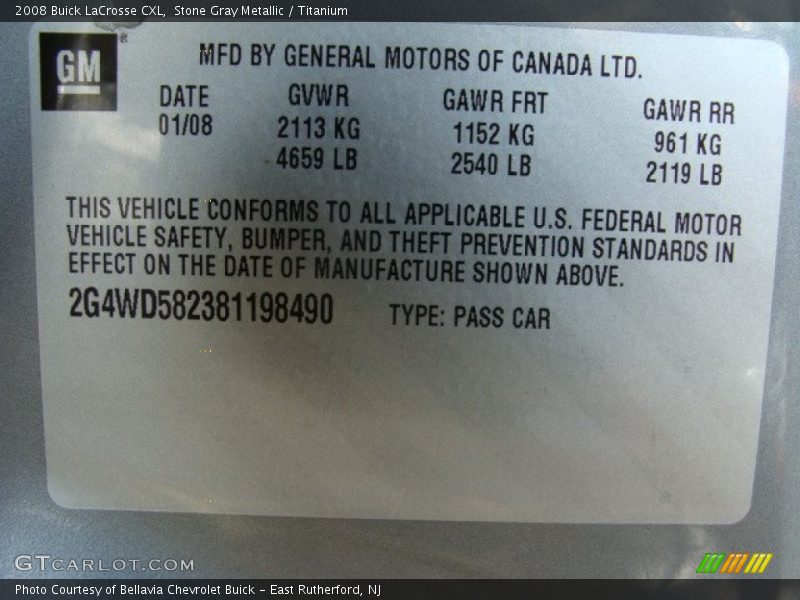 2008 Buick LaCrosse CXL, Stone Gray Metallic / Titanium
GM
MFD BY GENERAL MOTORS OF CANADA LTD.
DATE GVWR GAWR FRT GAWR RR
01/08 2113 KG 1152 KG 961 KG
4659 LB 2540 LB 2119 LB
THIS VEHICLE CONFORMS TO ALL APPLICABLE U.S. FEDERAL MOTOR
VEHICLE SAFETY, BUMPER, AND THEFT PREVENTION STANDARDS IN
EFFECT ON THE DATE OF MANUFACTURE SHOWN ABOVE.
2G4WD582381198490 TYPE: PASS CAR
GTCARLOT.COM
Photo Courtesy of Bellavia Chevrolet Buick - East Rutherford, NJ